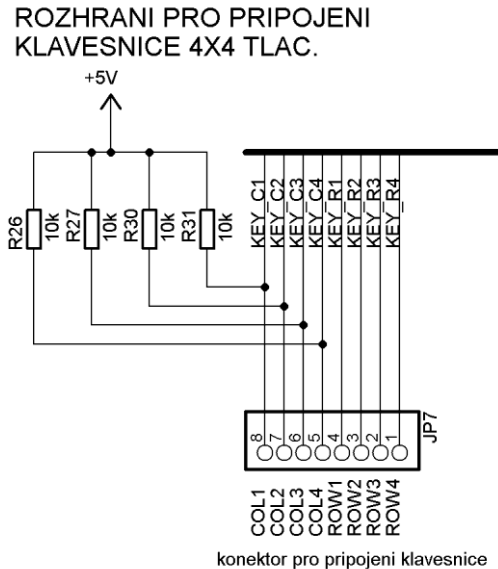 ROZHRANI PRO PRIPOJENI
KLAVESNICE 4X4 TLAC.
+5V
R26
10k
R27
10k
R30
10k
R31
10k
KEY_C1
KEY_C2
KEY_C3
KEY_C4
KEY_R1
KEY_R2
KEY_R3
KEY_R4
8
7
6
5
4
3
2
1
JP7
COL1
COL2
COL3
COL4
ROW1
ROW2
ROW3
ROW4
konektor pro pripojeni klavesnice